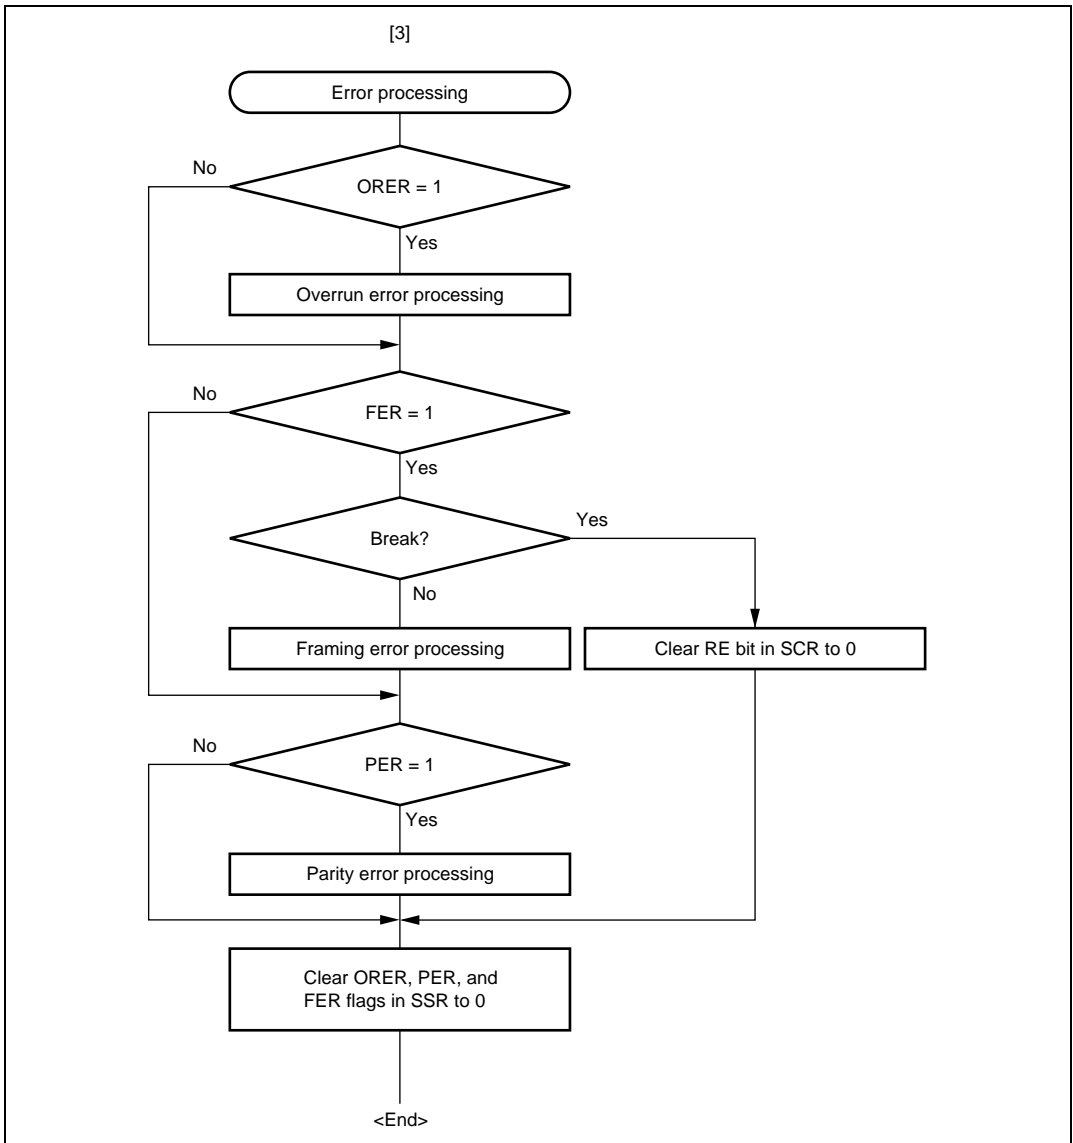 [3]
Error processing
No
ORER = 1
Yes
Overrun error processing
No
FER = 1
Yes
Break?
Yes
No
Framing error processing
Clear RE bit in SCR to 0
No
PER = 1
Yes
Parity error processing
Clear ORER, PER, and
FER flags in SSR to 0
<End>